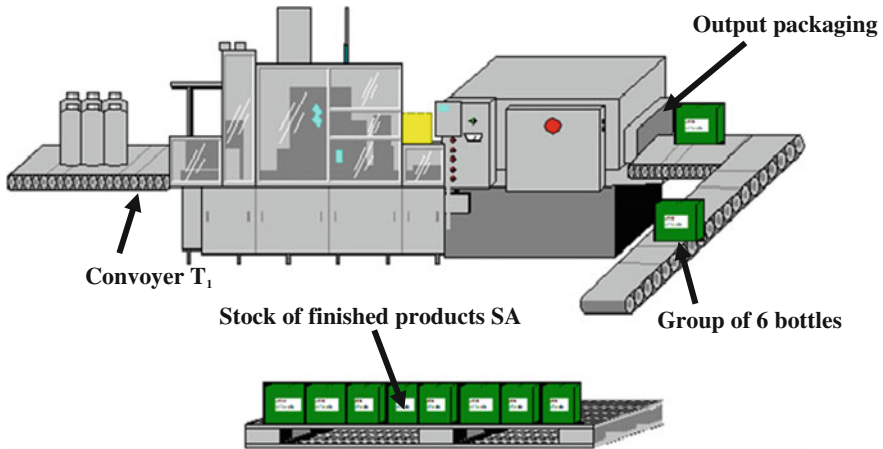 Output packaging
Convoyer T₁
Stock of finished products SA
Group of 6 bottles